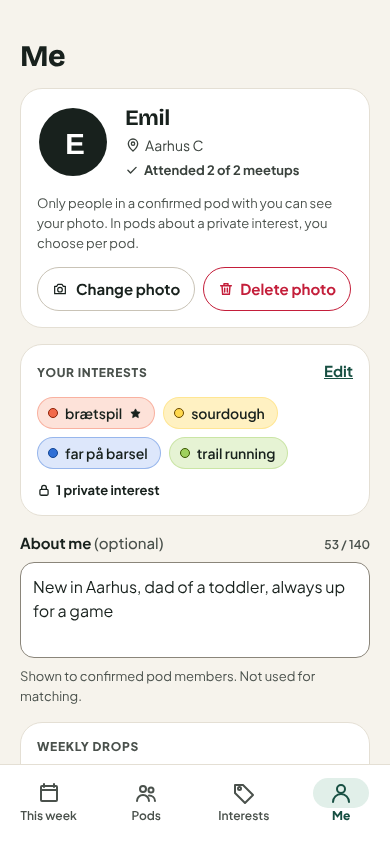 Me
E
Emil
Aarhus C
Attended 2 of 2 meetups
Only people in a confirmed pod with you can see
your photo. In pods about a private interest, you
choose per pod.
Change photo
Delete photo
YOUR INTERESTS
Edit
brætspil
sourdough
far på barsel
trail running
1 private interest
About me (optional)
53 / 140
New in Aarhus, dad of a toddler, always up
for a game
Shown to confirmed pod members. Not used for
matching.
WEEKLY DROPS
This week
Pods
Interests
Me